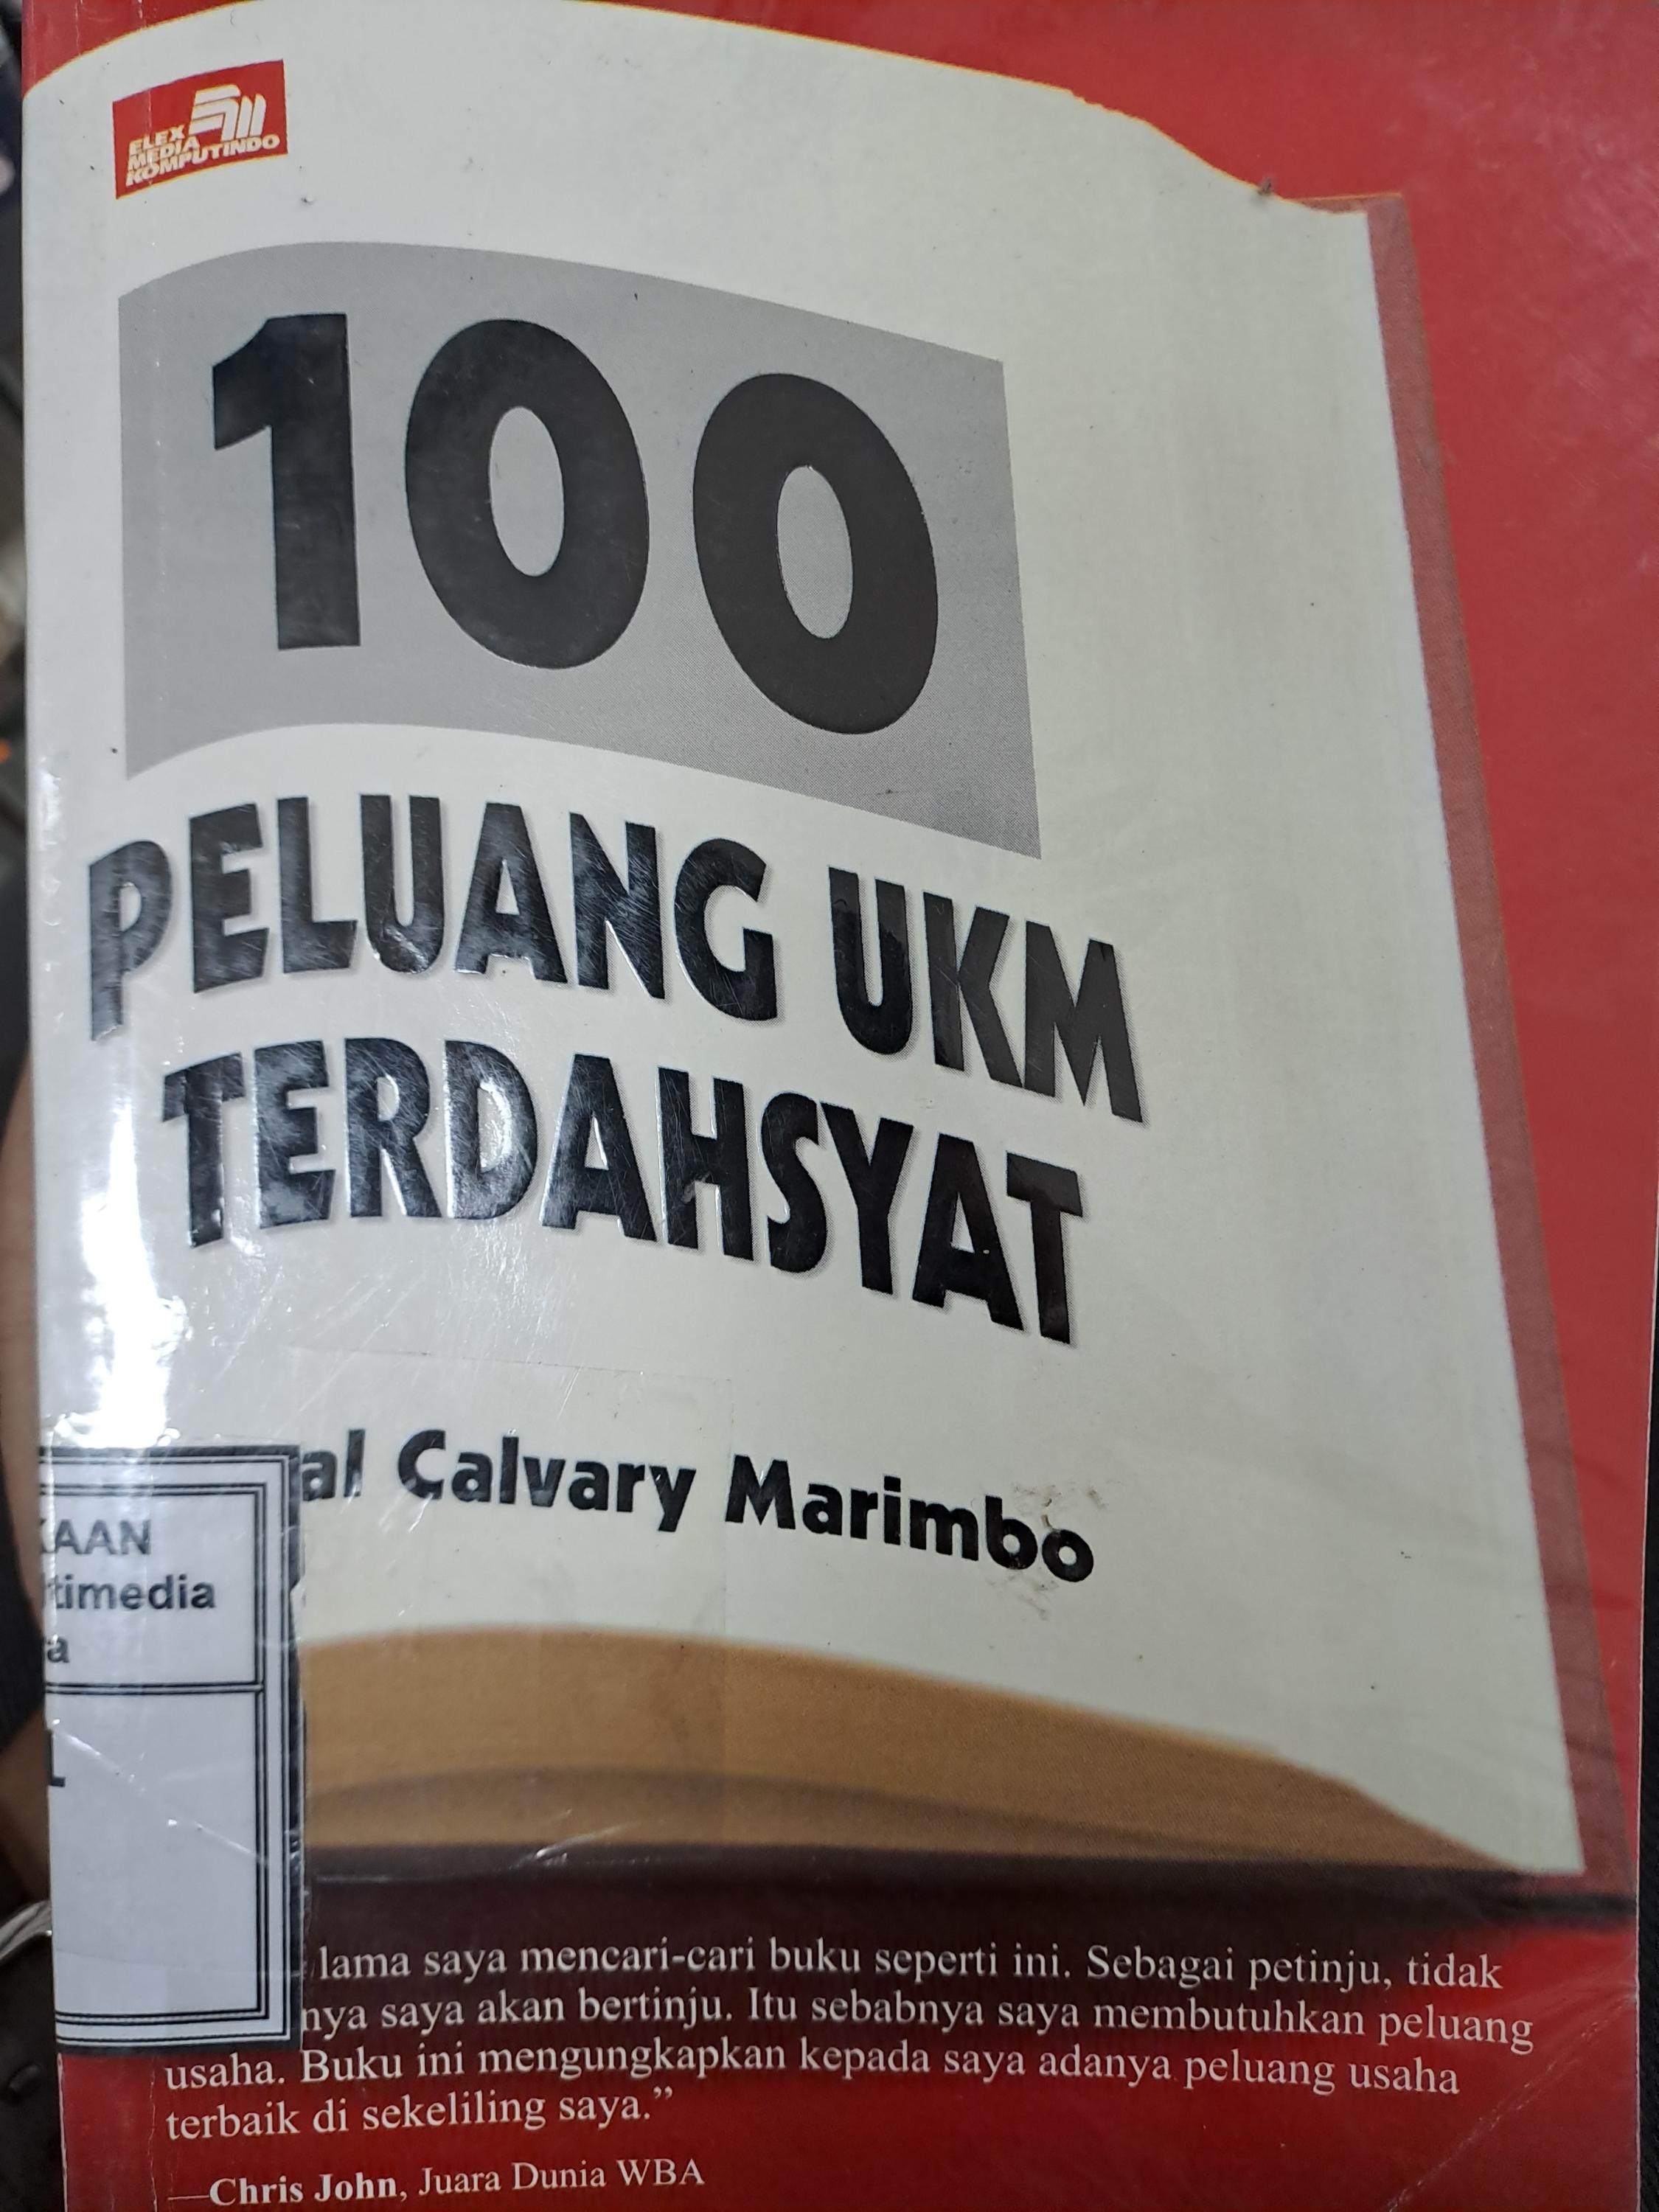 ELEX
MEDIA
KOMPUTINDO
100
PELUANG UKM
TERDAHSYAT
al Calvary Marimbo
KAAN
timedia
a
L
lama saya mencari-cari buku seperti ini. Sebagai petinju, tidak
nya saya akan bertinju. Itu sebabnya saya membutuhkan peluang
usaha. Buku ini mengungkapkan kepada saya adanya peluang usaha
terbaik di sekeliling saya.”
—Chris John, Juara Dunia WBA